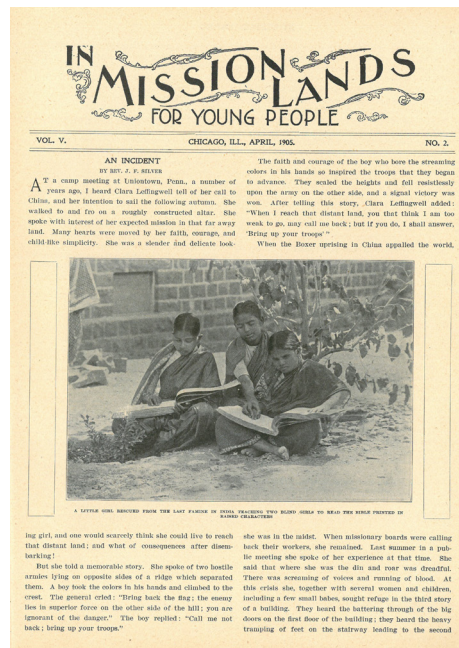 IN MISSION LANDS
FOR YOUNG PEOPLE
VOL. V.
CHICAGO, ILL., APRIL, 1905.
NO. 2.
AN INCIDENT
BY REV. J. F. SILVER
AT a camp meeting at Uniontown, Penn., a number of
years ago, I heard Clara Leffingwell tell of her call to
China, and her intention to sail the following autumn. She
walked to and fro on a roughly constructed altar. She
spoke with interest of her expected mission in that far away
land. Many hearts were moved by her faith, courage, and
child-like simplicity. She was a slender and delicate look-
ing girl, and one would scarcely think she could live to reach
that distant land; and what of consequences after disem-
barking!
But she told a memorable story. She spoke of two hostile
armies lying on opposite sides of a ridge which separated
them. A boy took the colors in his hands and climbed to the
crest. The general cried: "Bring back the flag; the enemy
lies in superior force on the other side of the hill; you are
ignorant of the danger." The boy replied: "Call me not
back; bring up your troops."
The faith and courage of the boy who bore the streaming
colors in his hands so inspired the troops that they began
to advance. They scaled the heights and fell resistlessly
upon the army on the other side, and a signal victory was
won. After telling this story, Clara Leffingwell added:
"When I reach that distant land, you that think I am too
weak to go, may call me back; but if you do, I shall answer,
'Bring up your troops'"
When the Boxer uprising in China appalled the world,
she was in the midst. When missionary boards were calling
back their workers, she remained. Last summer in a pub-
lic meeting she spoke of her experience at that time. She
said that where she was the din and roar was dreadful.
There was screaming of voices and running of blood. At
this crisis she, together with several women and children,
including a few small babes, sought refuge in the third story
of a building. They heard the battering through of the big
doors on the first floor of the building; they heard the heavy
tramping of feet on the stairway leading to the second
A LITTLE GIRL RESCUED FROM THE LAST FAMINE IN INDIA TEACHING TWO BLIND GIRLS TO READ THE BIBLE PRINTED IN
RAISED CHARACTERS